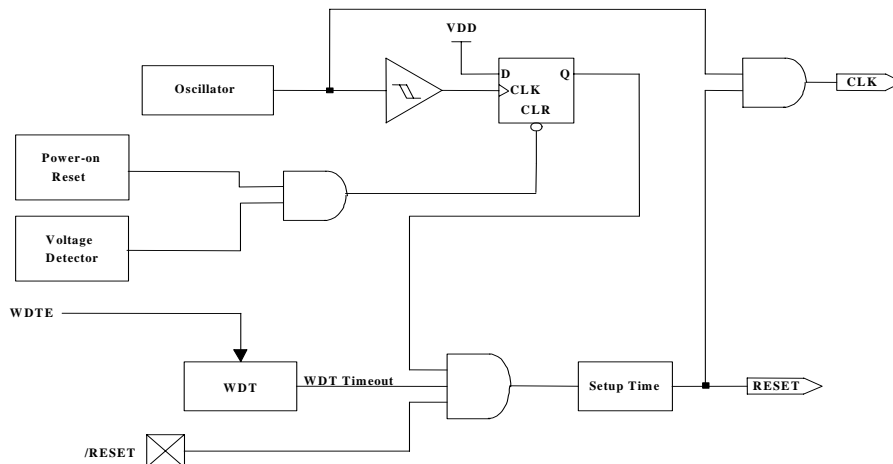 VDD
D
Q
Oscillator
CLK
CLK
CLR
Power-on
Reset
Voltage
Detector
WDTE
WDT
WDT Timeout
Setup Time
RESET
/RESET